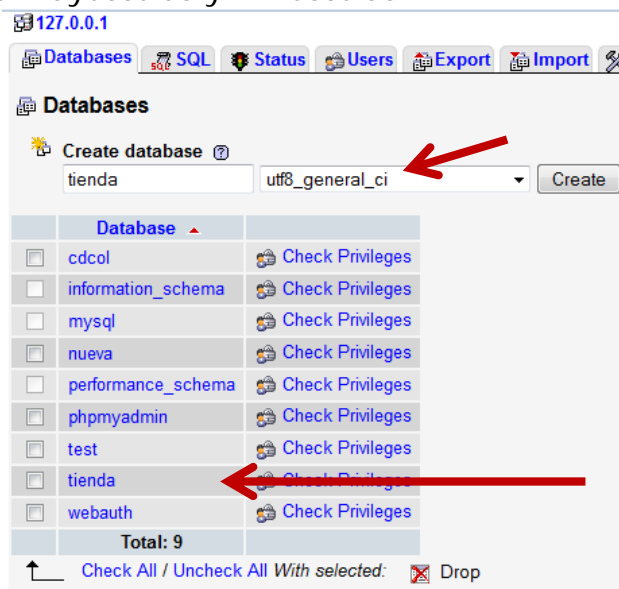 127.0.0.1
Databases SQL Status Users Export Import
Databases
Create database
tienda utf8_general_ci Create
Database
cdcol Check Privileges
information_schema Check Privileges
mysql Check Privileges
nueva Check Privileges
performance_schema Check Privileges
phpmyadmin Check Privileges
test Check Privileges
tienda Check Privileges
webauth Check Privileges
Total: 9
Check All / Uncheck All With selected: Drop